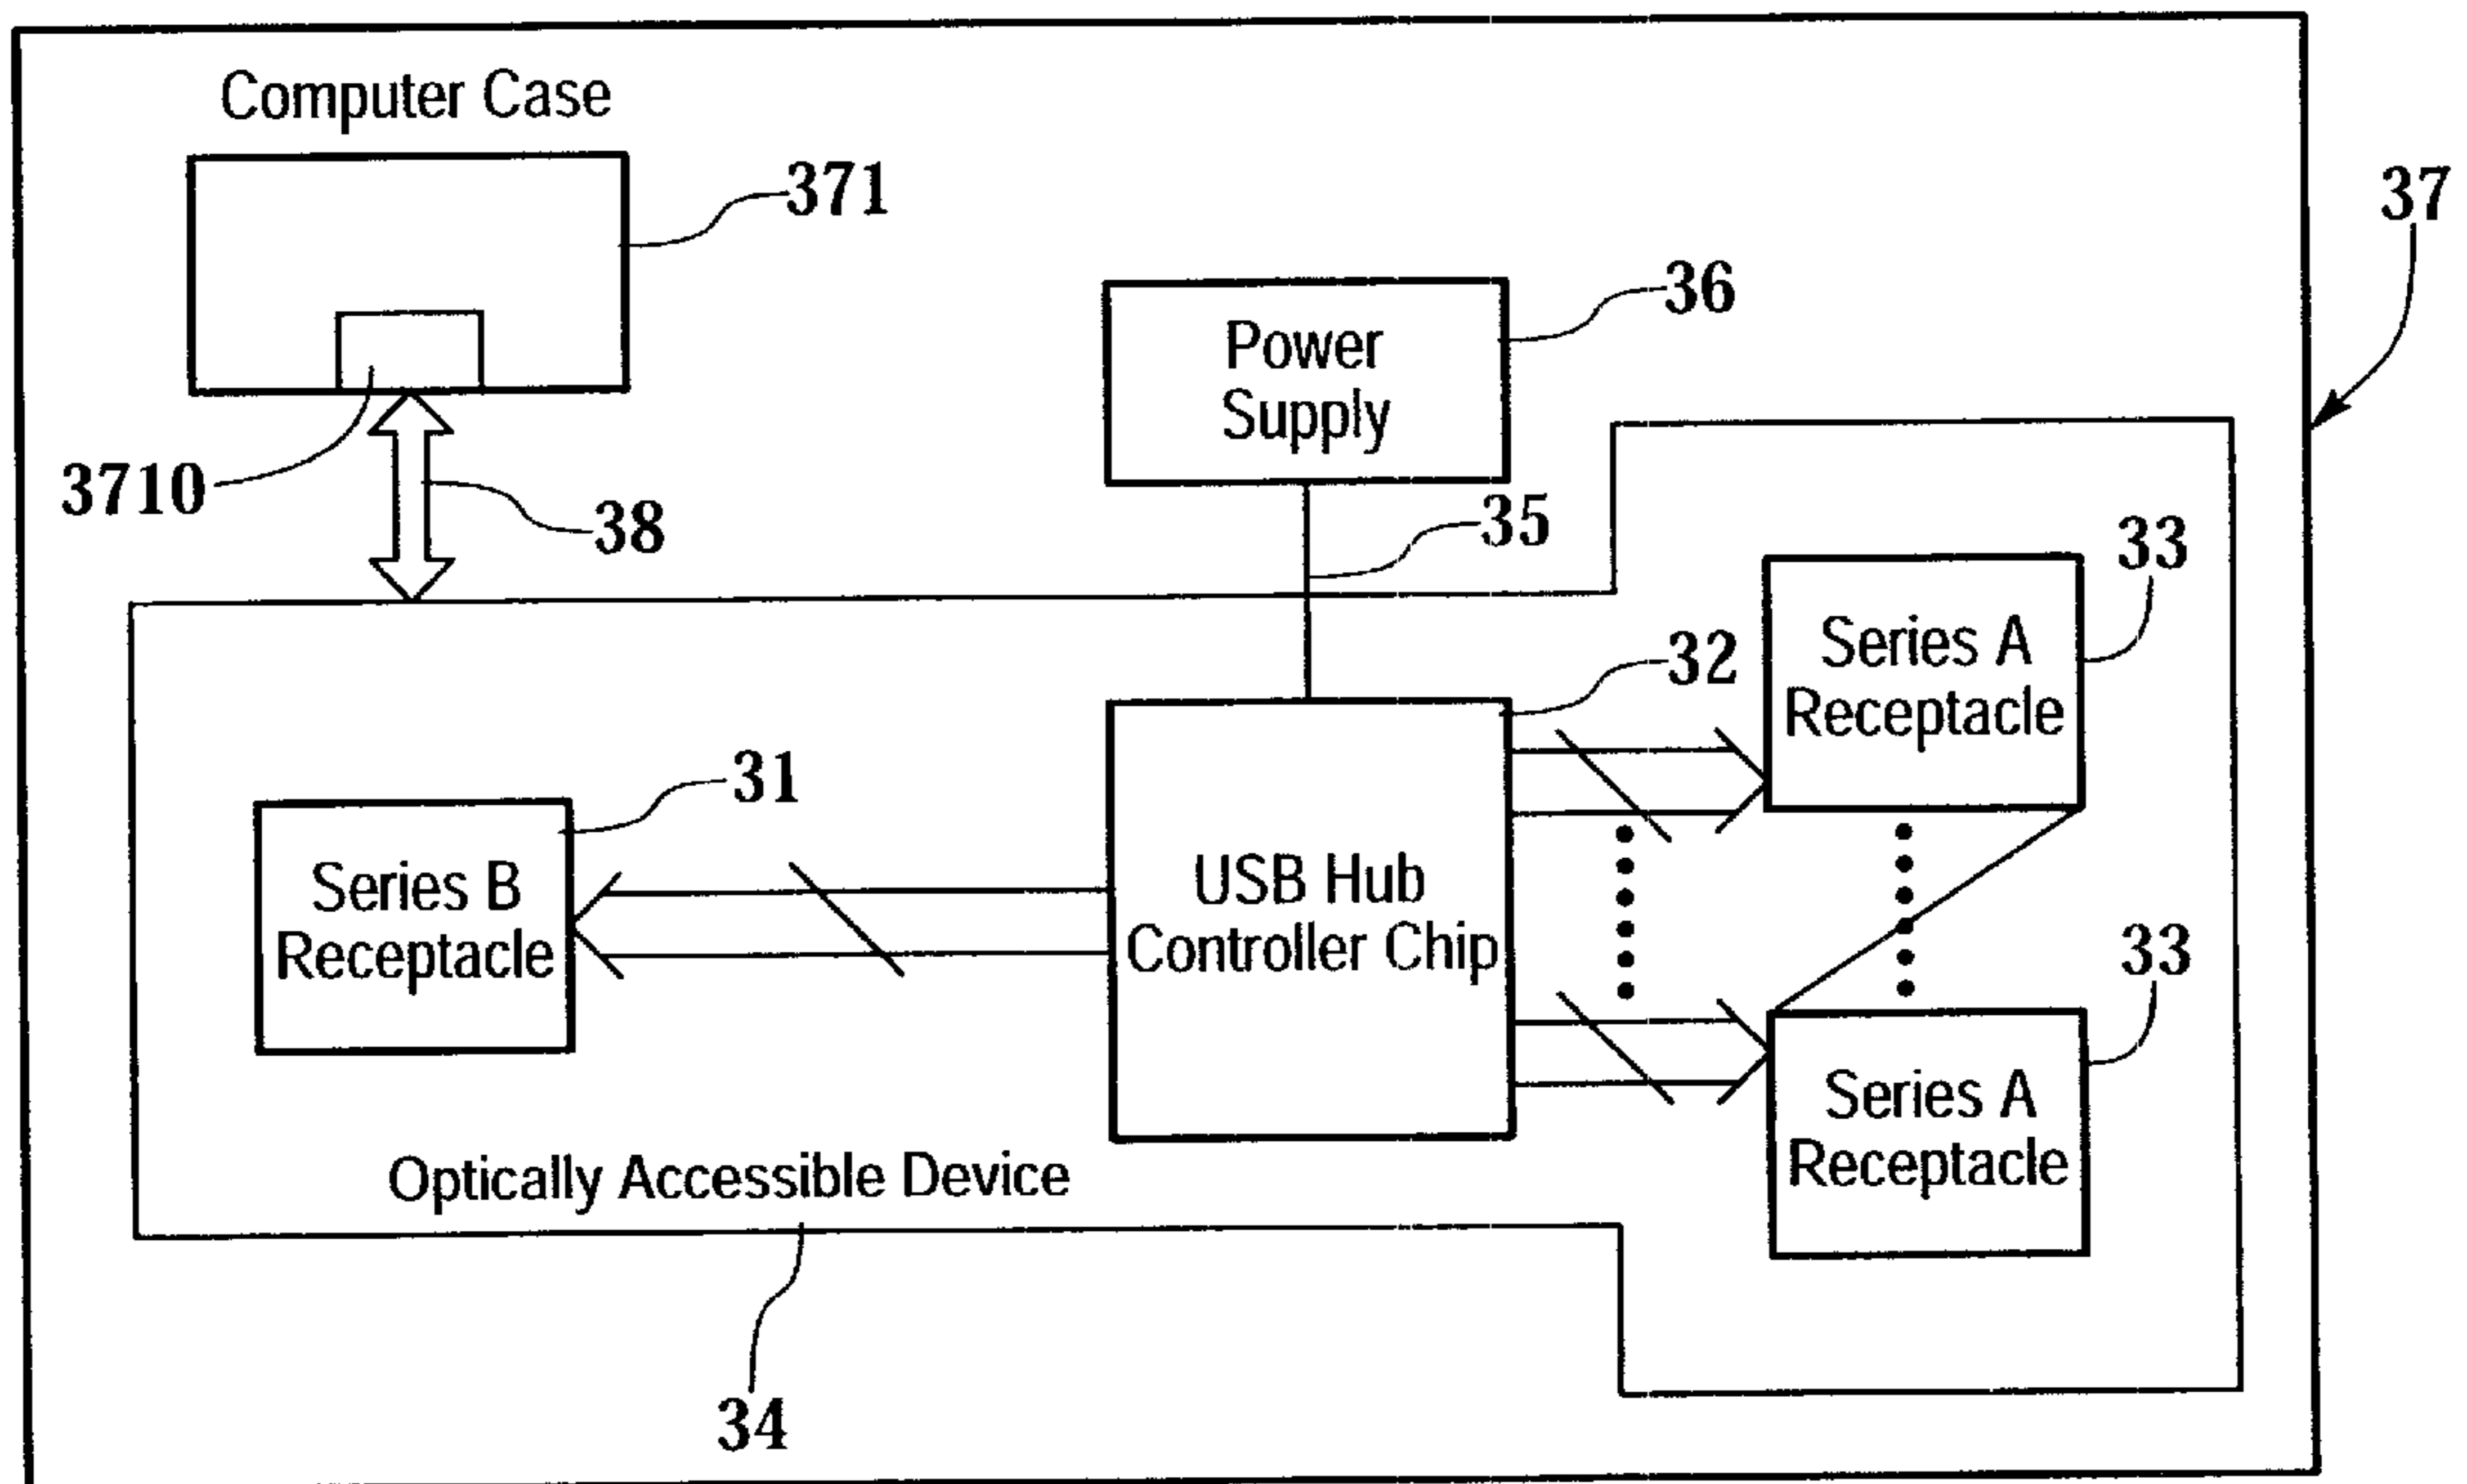 Computer Case
371
37
36
Power
Supply
3710
38
35
33
Series A
Receptacle
32
31
Series B
Receptacle
USB Hub
Controller Chip
33
Series A
Receptacle
Optically Accessible Device
34